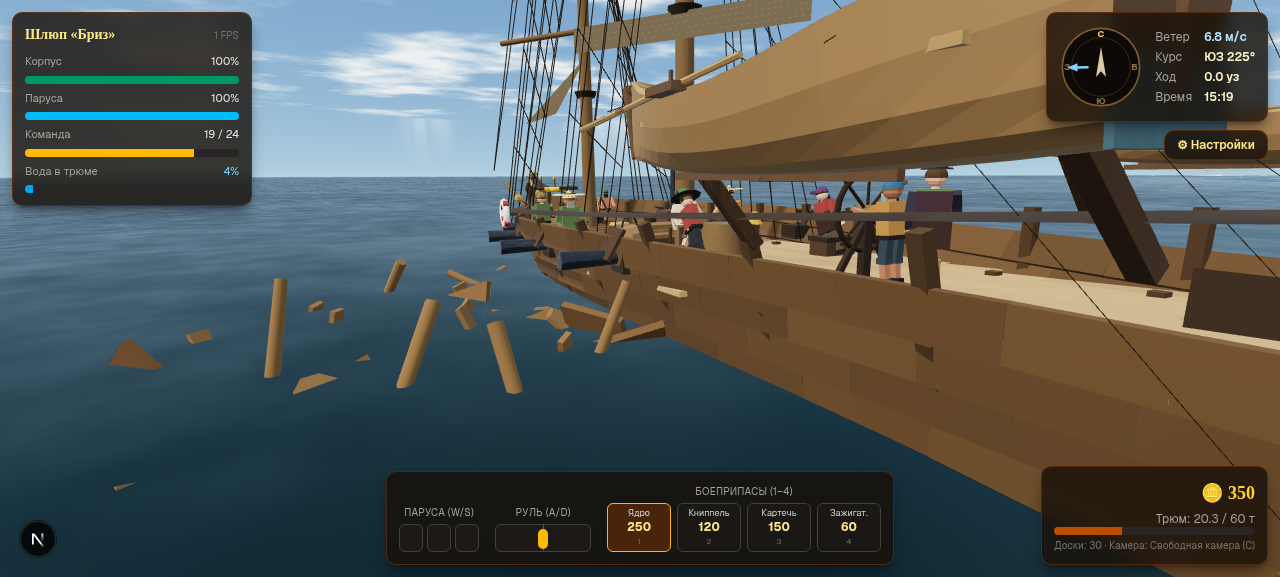 Шлюп «Бриз» 1 FPS
Корпус 100%
Паруса 100%
Команда 19 / 24
Вода в трюме 4%
С
З В
Ю
Ветер 6.8 м/с
Курс ЮЗ 225°
Ход 0.0 уз
Время 15:19
⚙ Настройки
N
БОЕПРИПАСЫ (1–4)
ПАРУСА (W/S) РУЛЬ (A/D)
Ядро Книппель Картечь Зажигат.
250 120 150 60
1 2 3 4
350
Трюм: 20.3 / 60 т
Доски: 30 · Камера: Свободная камера (C)